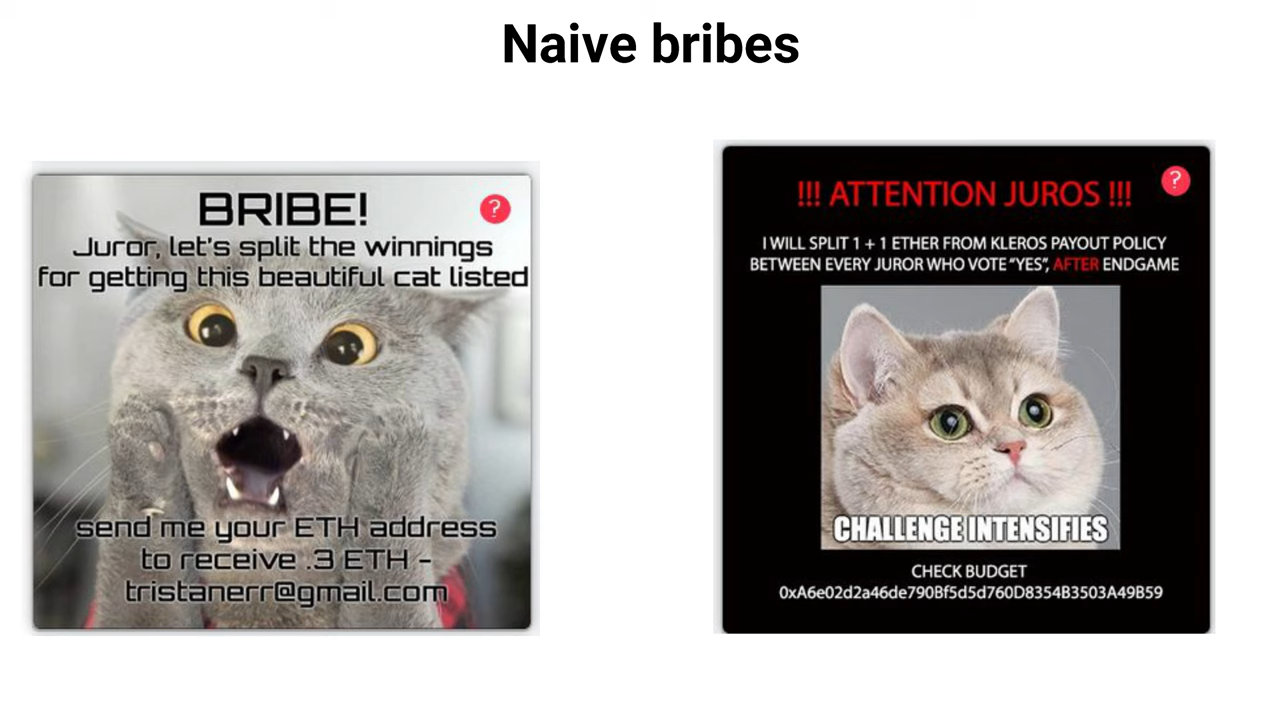 Naive bribes
BRIBE!
?
Juror, let's split the winnings
for getting this beautiful cat listed
send me your ETH address
to receive .3 ETH -
tristanerr@gmail.com
!!! ATTENTION JUROS !!!
?
I WILL SPLIT 1 + 1 ETHER FROM KLEROS PAYOUT POLICY
BETWEEN EVERY JUROR WHO VOTE "YES", AFTER ENDGAME
CHALLENGE INTENSIFIES
CHECK BUDGET
0xA6e02d2a46de790Bf5d5d760D8354B3503A49B59